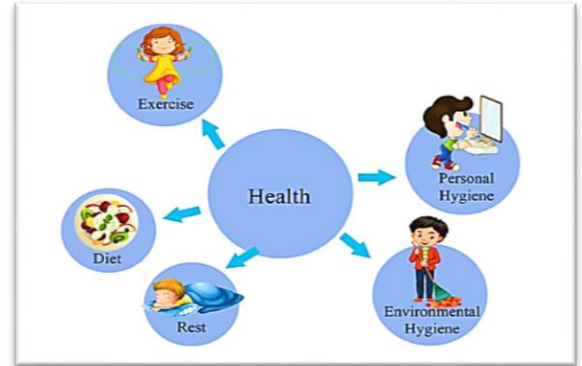 Exercise
Health
Personal
Hygiene
Diet
Rest
Environmental
Hygiene